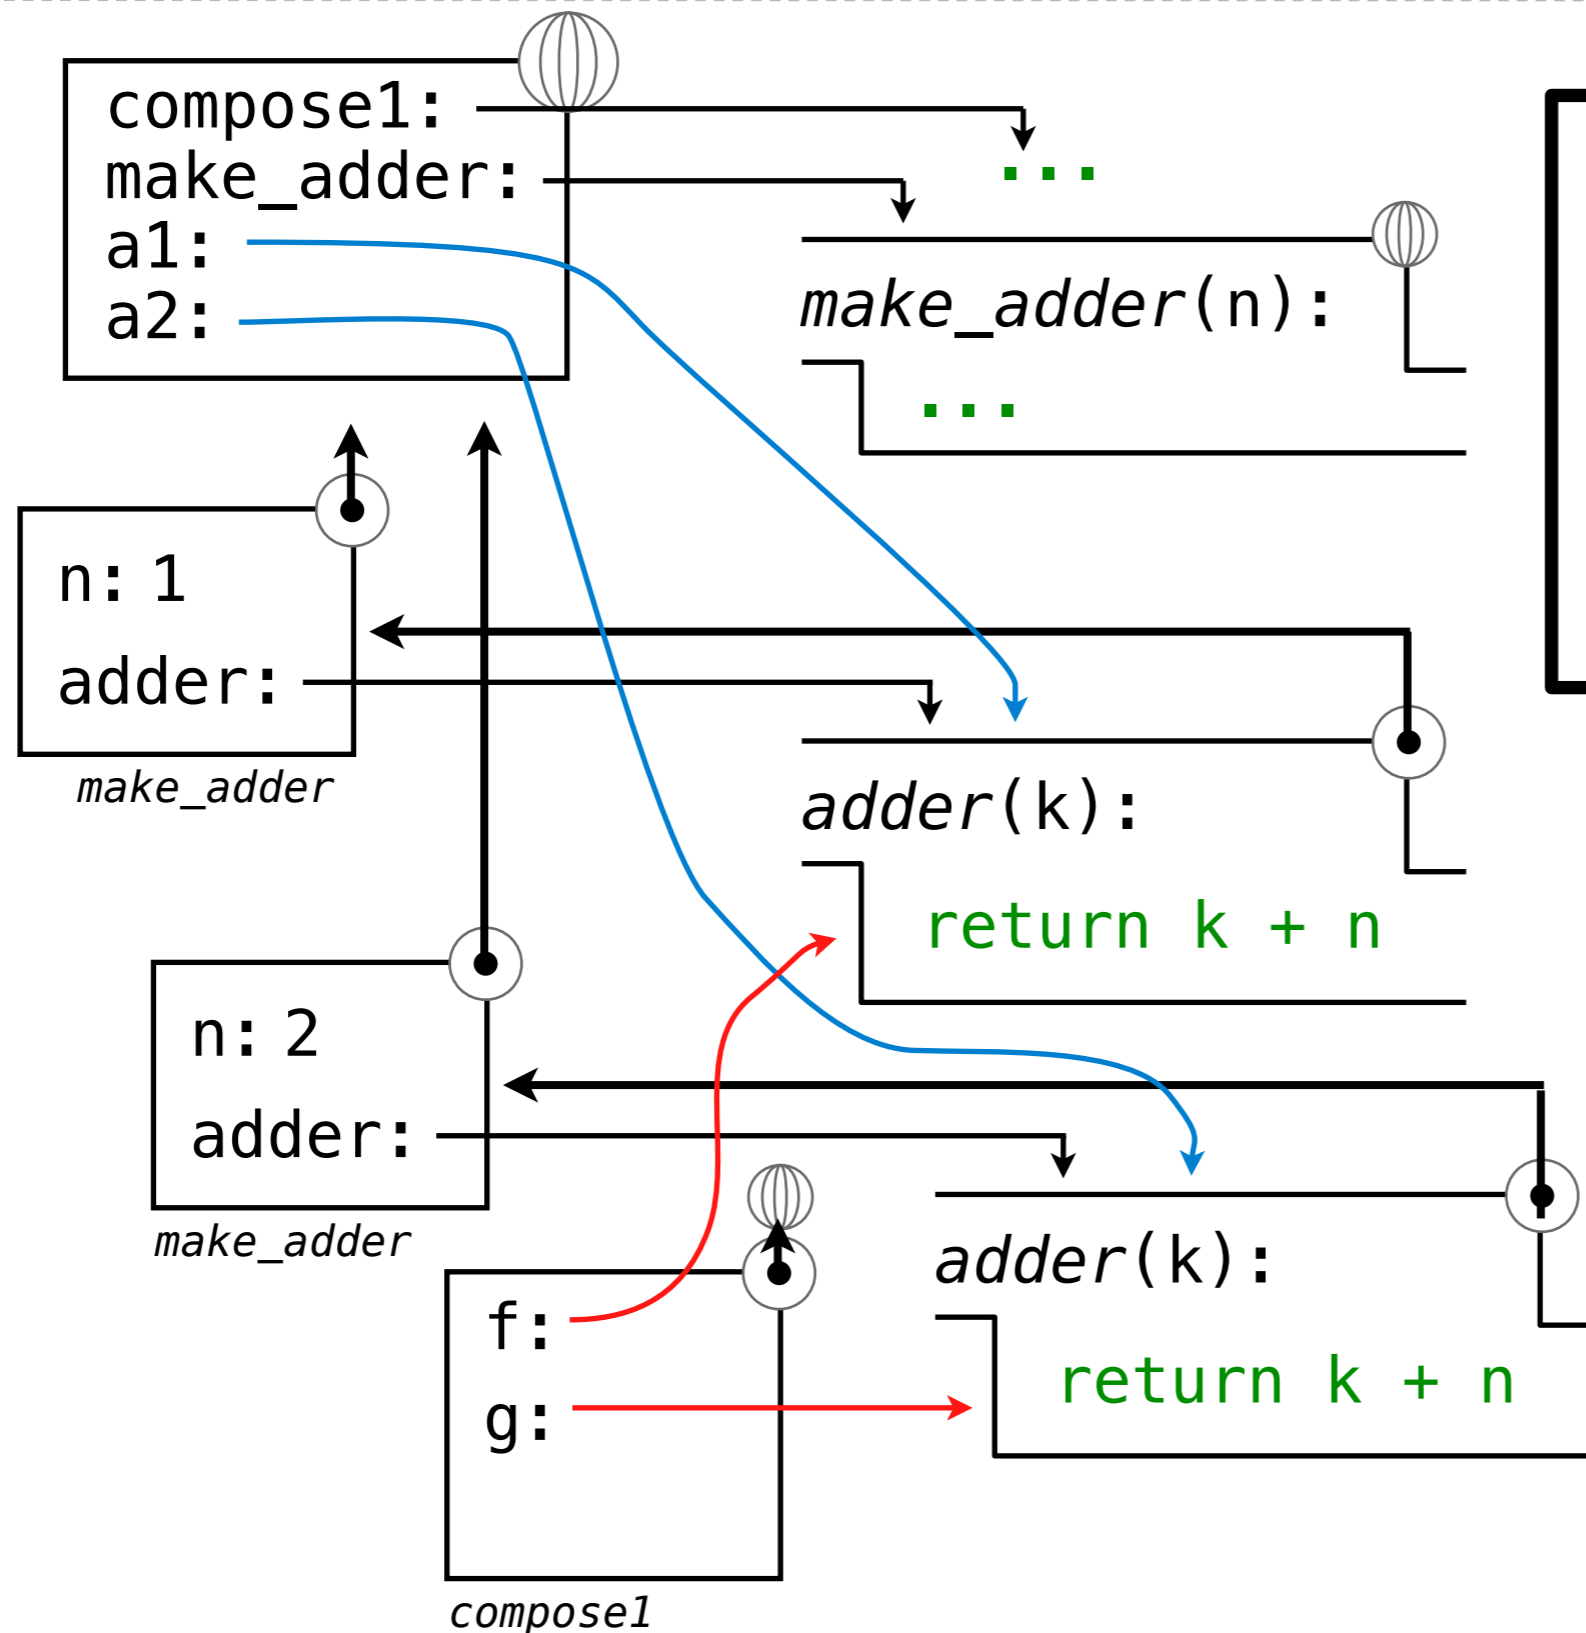 compose1:
make_adder:
a1:
a2:
...
make_adder(n):
...
n: 1
adder:
make_adder
adder(k):
return k + n
n: 2
adder:
make_adder
adder(k):
return k + n
f:
g:
compose1